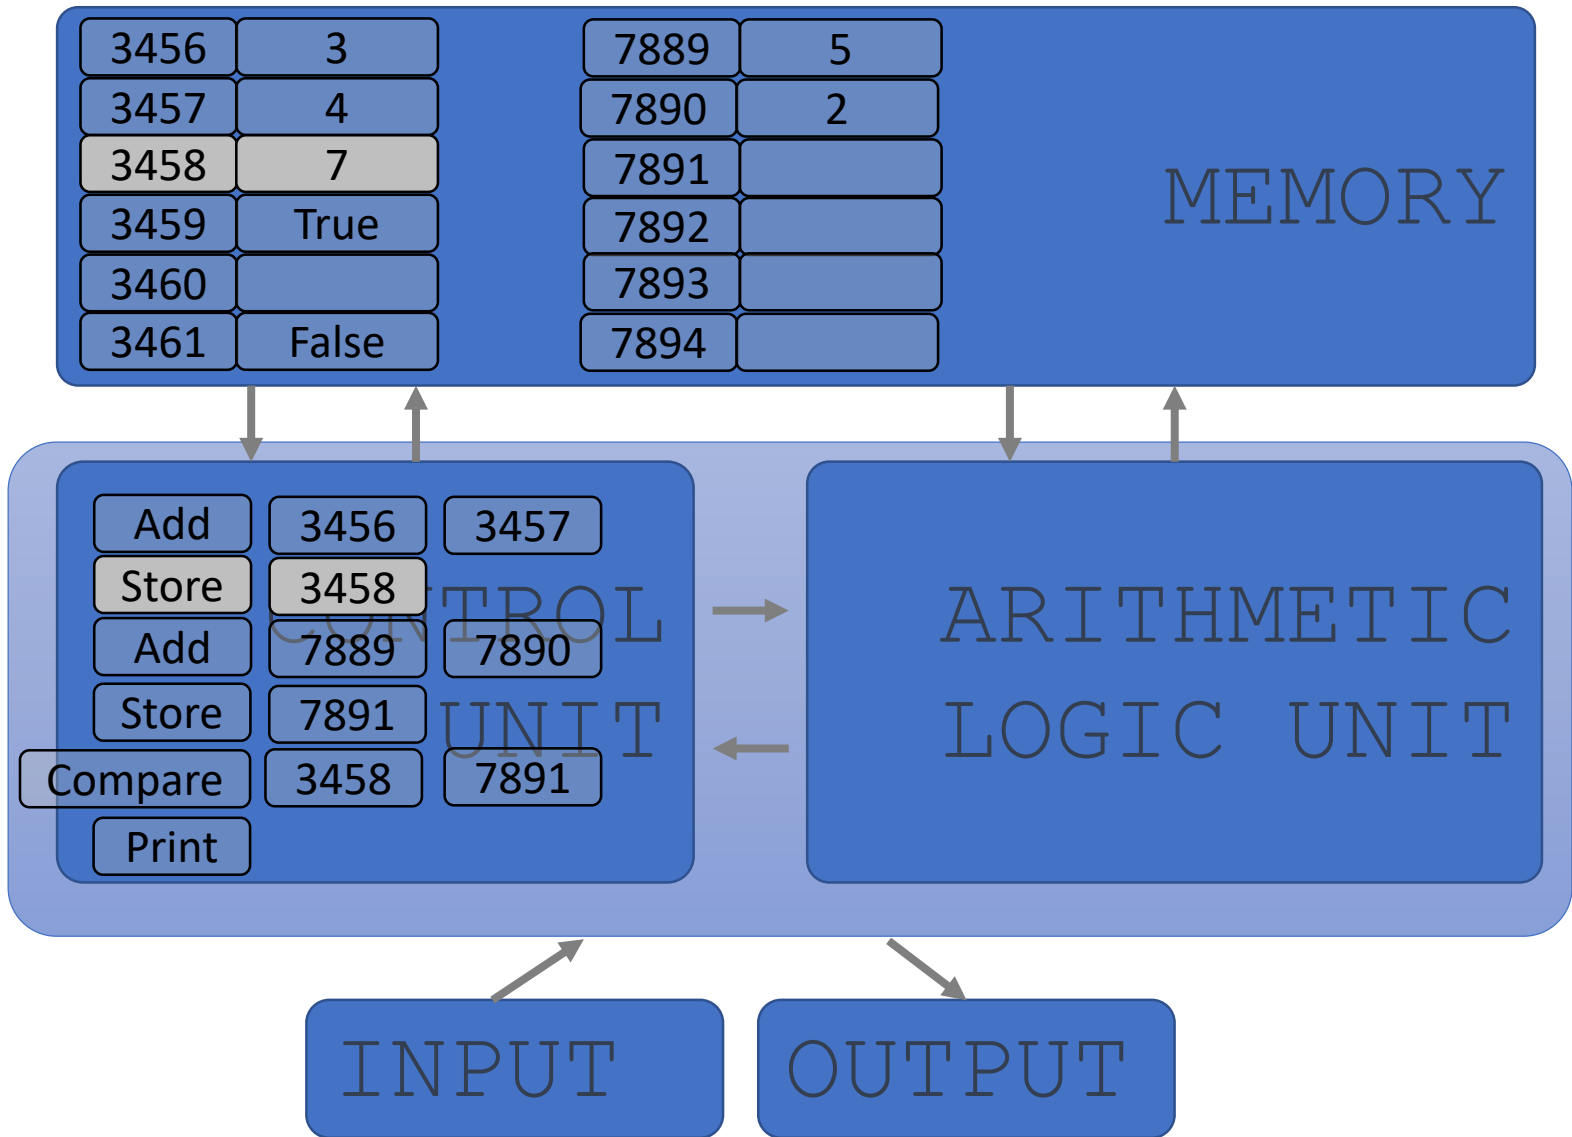 3456 3 7889 5
3457 4 7890 2
3458 7 7891
3459 True 7892
3460 7893
3461 False 7894
MEMORY
Add 3456 3457
Store 3458
Add 7889 7890
Store 7891
Compare 3458 7891
Print
CONTROL
UNIT
ARITHMETIC
LOGIC UNIT
INPUT
OUTPUT